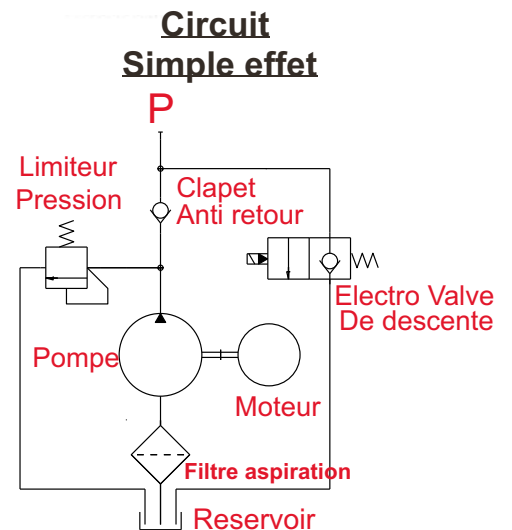 Circuit
Simple effet
P
Limiteur
Pression
Clapet
Anti retour
Electro Valve
De descente
Pompe
Moteur
Filtre aspiration
Reservoir